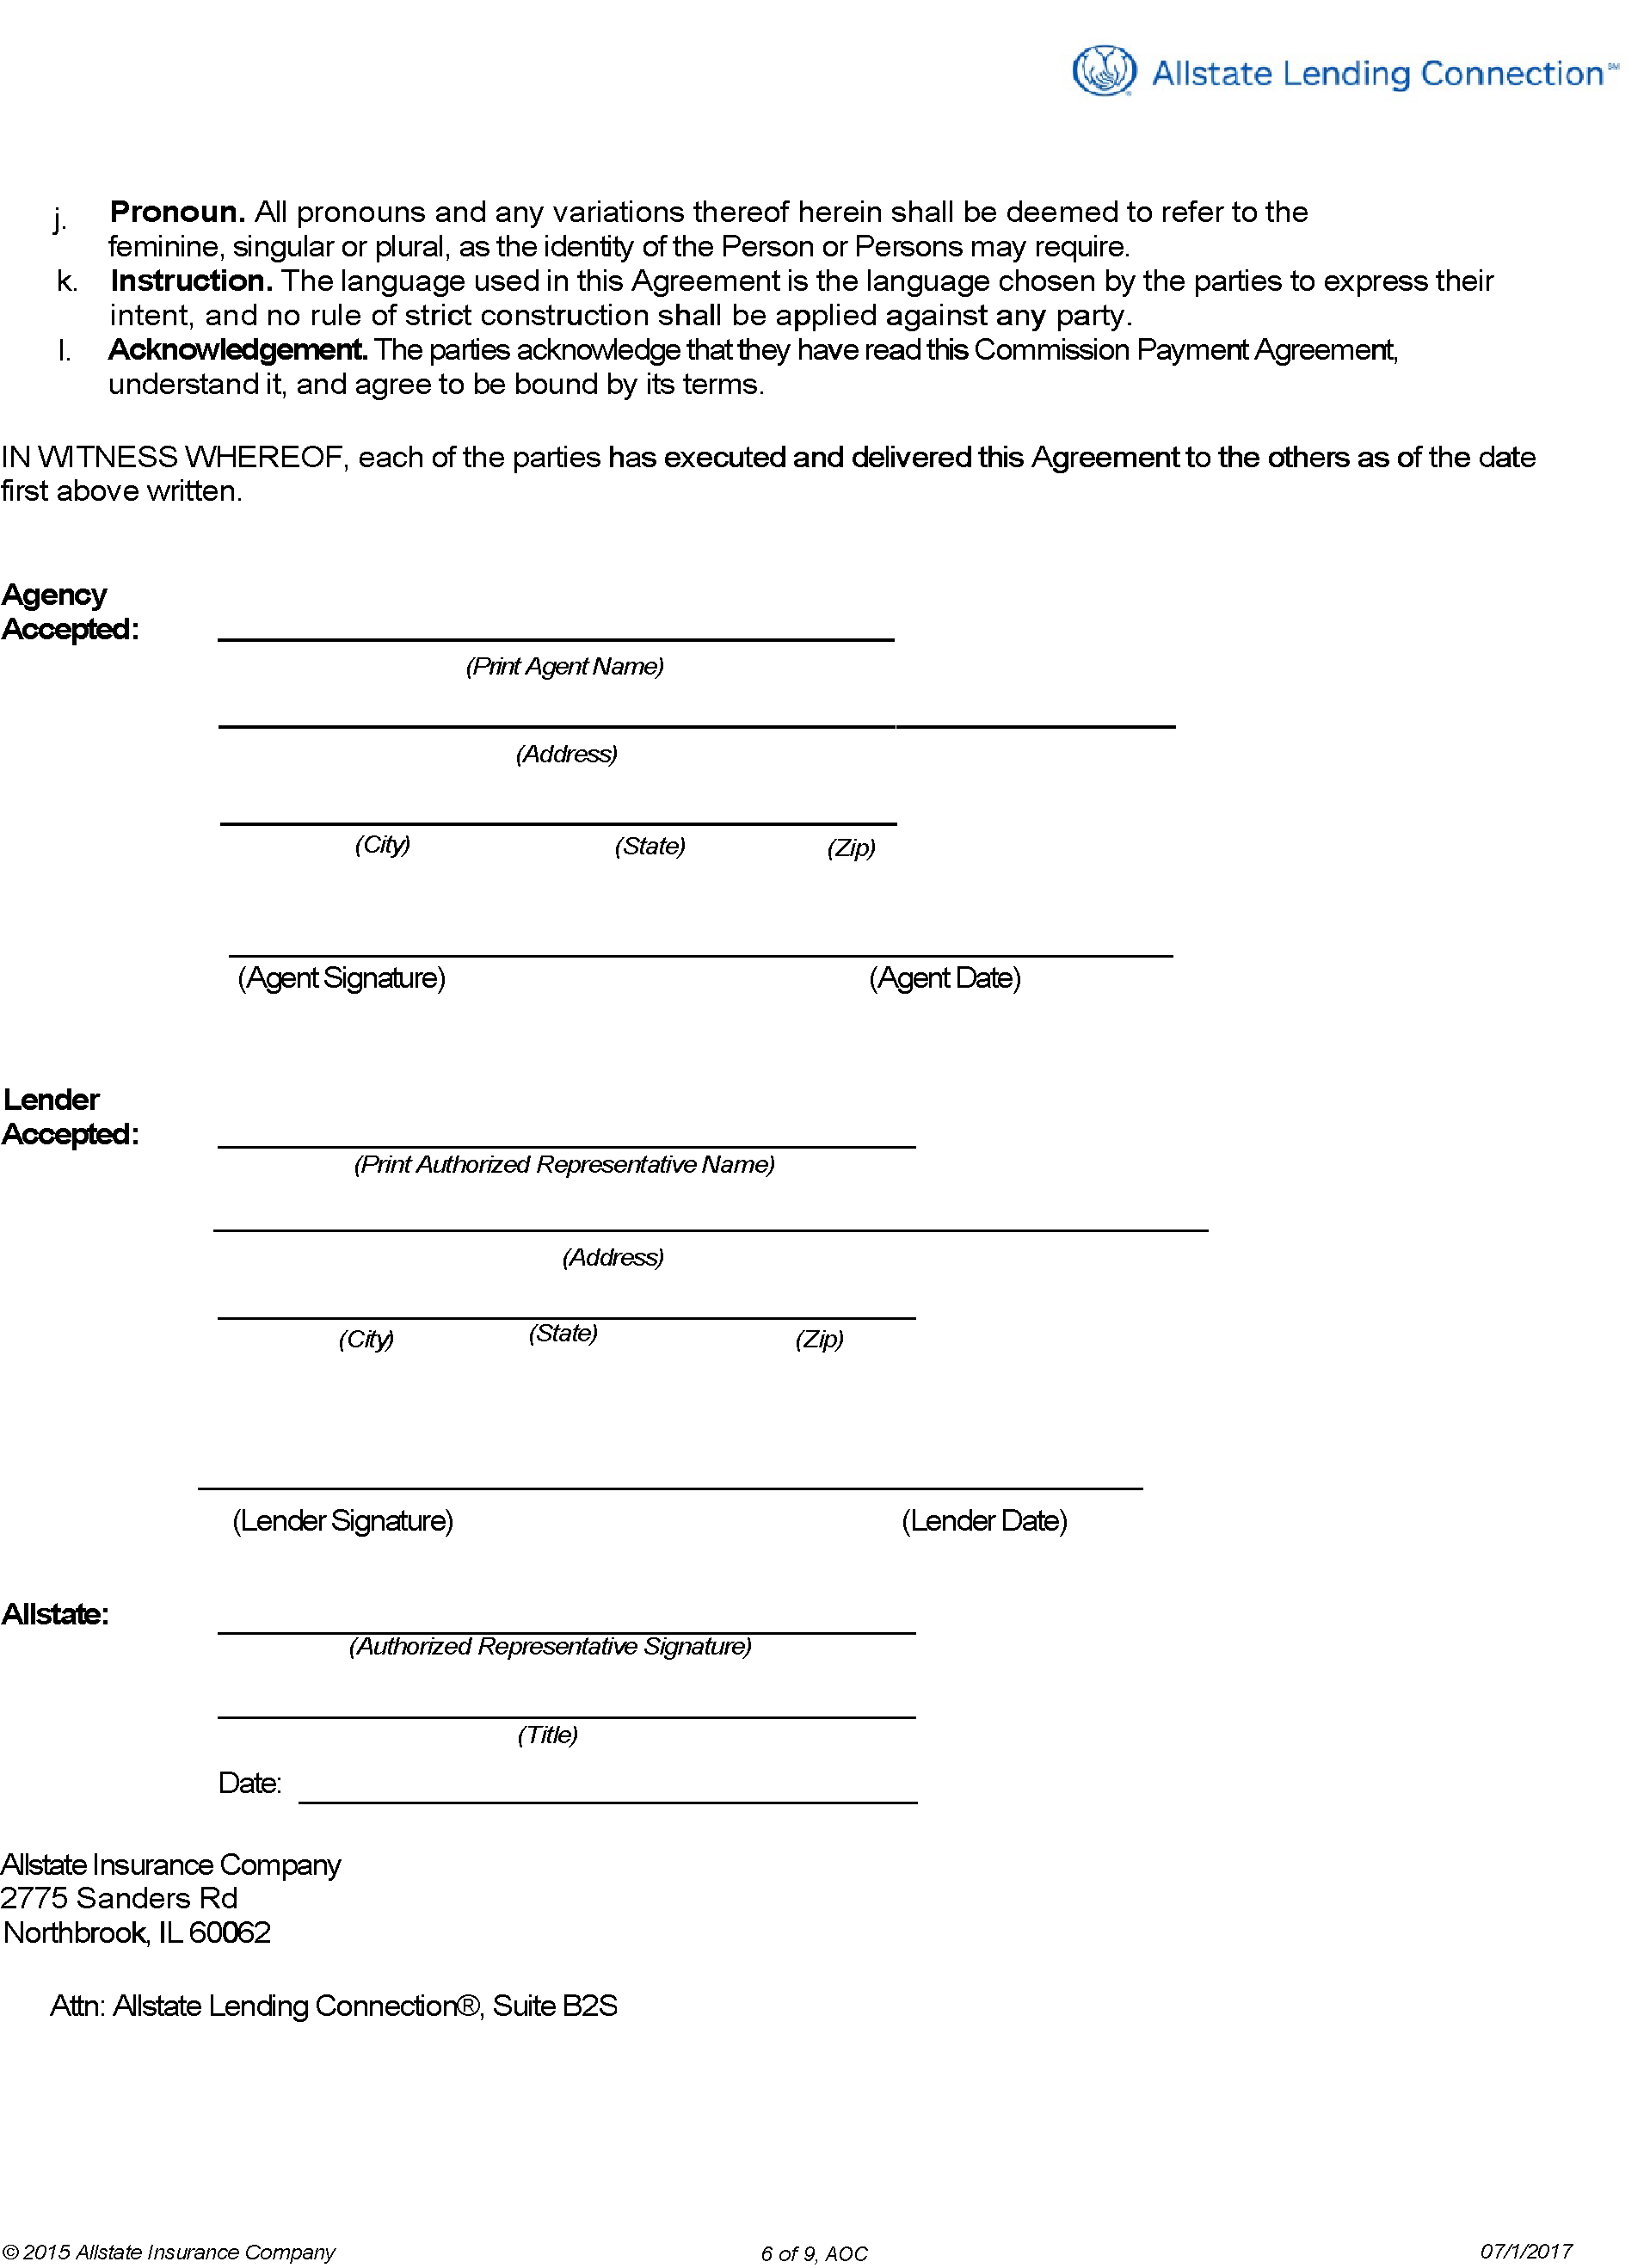 Allstate Lending Connection℠
j. Pronoun. All pronouns and any variations thereof herein shall be deemed to refer to the
feminine, singular or plural, as the identity of the Person or Persons may require.
k. Instruction. The language used in this Agreement is the language chosen by the parties to express their
intent, and no rule of strict construction shall be applied against any party.
l. Acknowledgement. The parties acknowledge that they have read this Commission Payment Agreement,
understand it, and agree to be bound by its terms.
IN WITNESS WHEREOF, each of the parties has executed and delivered this Agreement to the others as of the date
first above written.
Agency
Accepted:
(Print Agent Name)
(Address)
(City) (State) (Zip)
(Agent Signature) (Agent Date)
Lender
Accepted:
(Print Authorized Representative Name)
(Address)
(City) (State) (Zip)
(Lender Signature) (Lender Date)
Allstate:
(Authorized Representative Signature)
(Title)
Date:
Allstate Insurance Company
2775 Sanders Rd
Northbrook, IL 60062
Attn: Allstate Lending Connection®, Suite B2S
© 2015 Allstate Insurance Company 6 of 9, AOC 07/1/2017